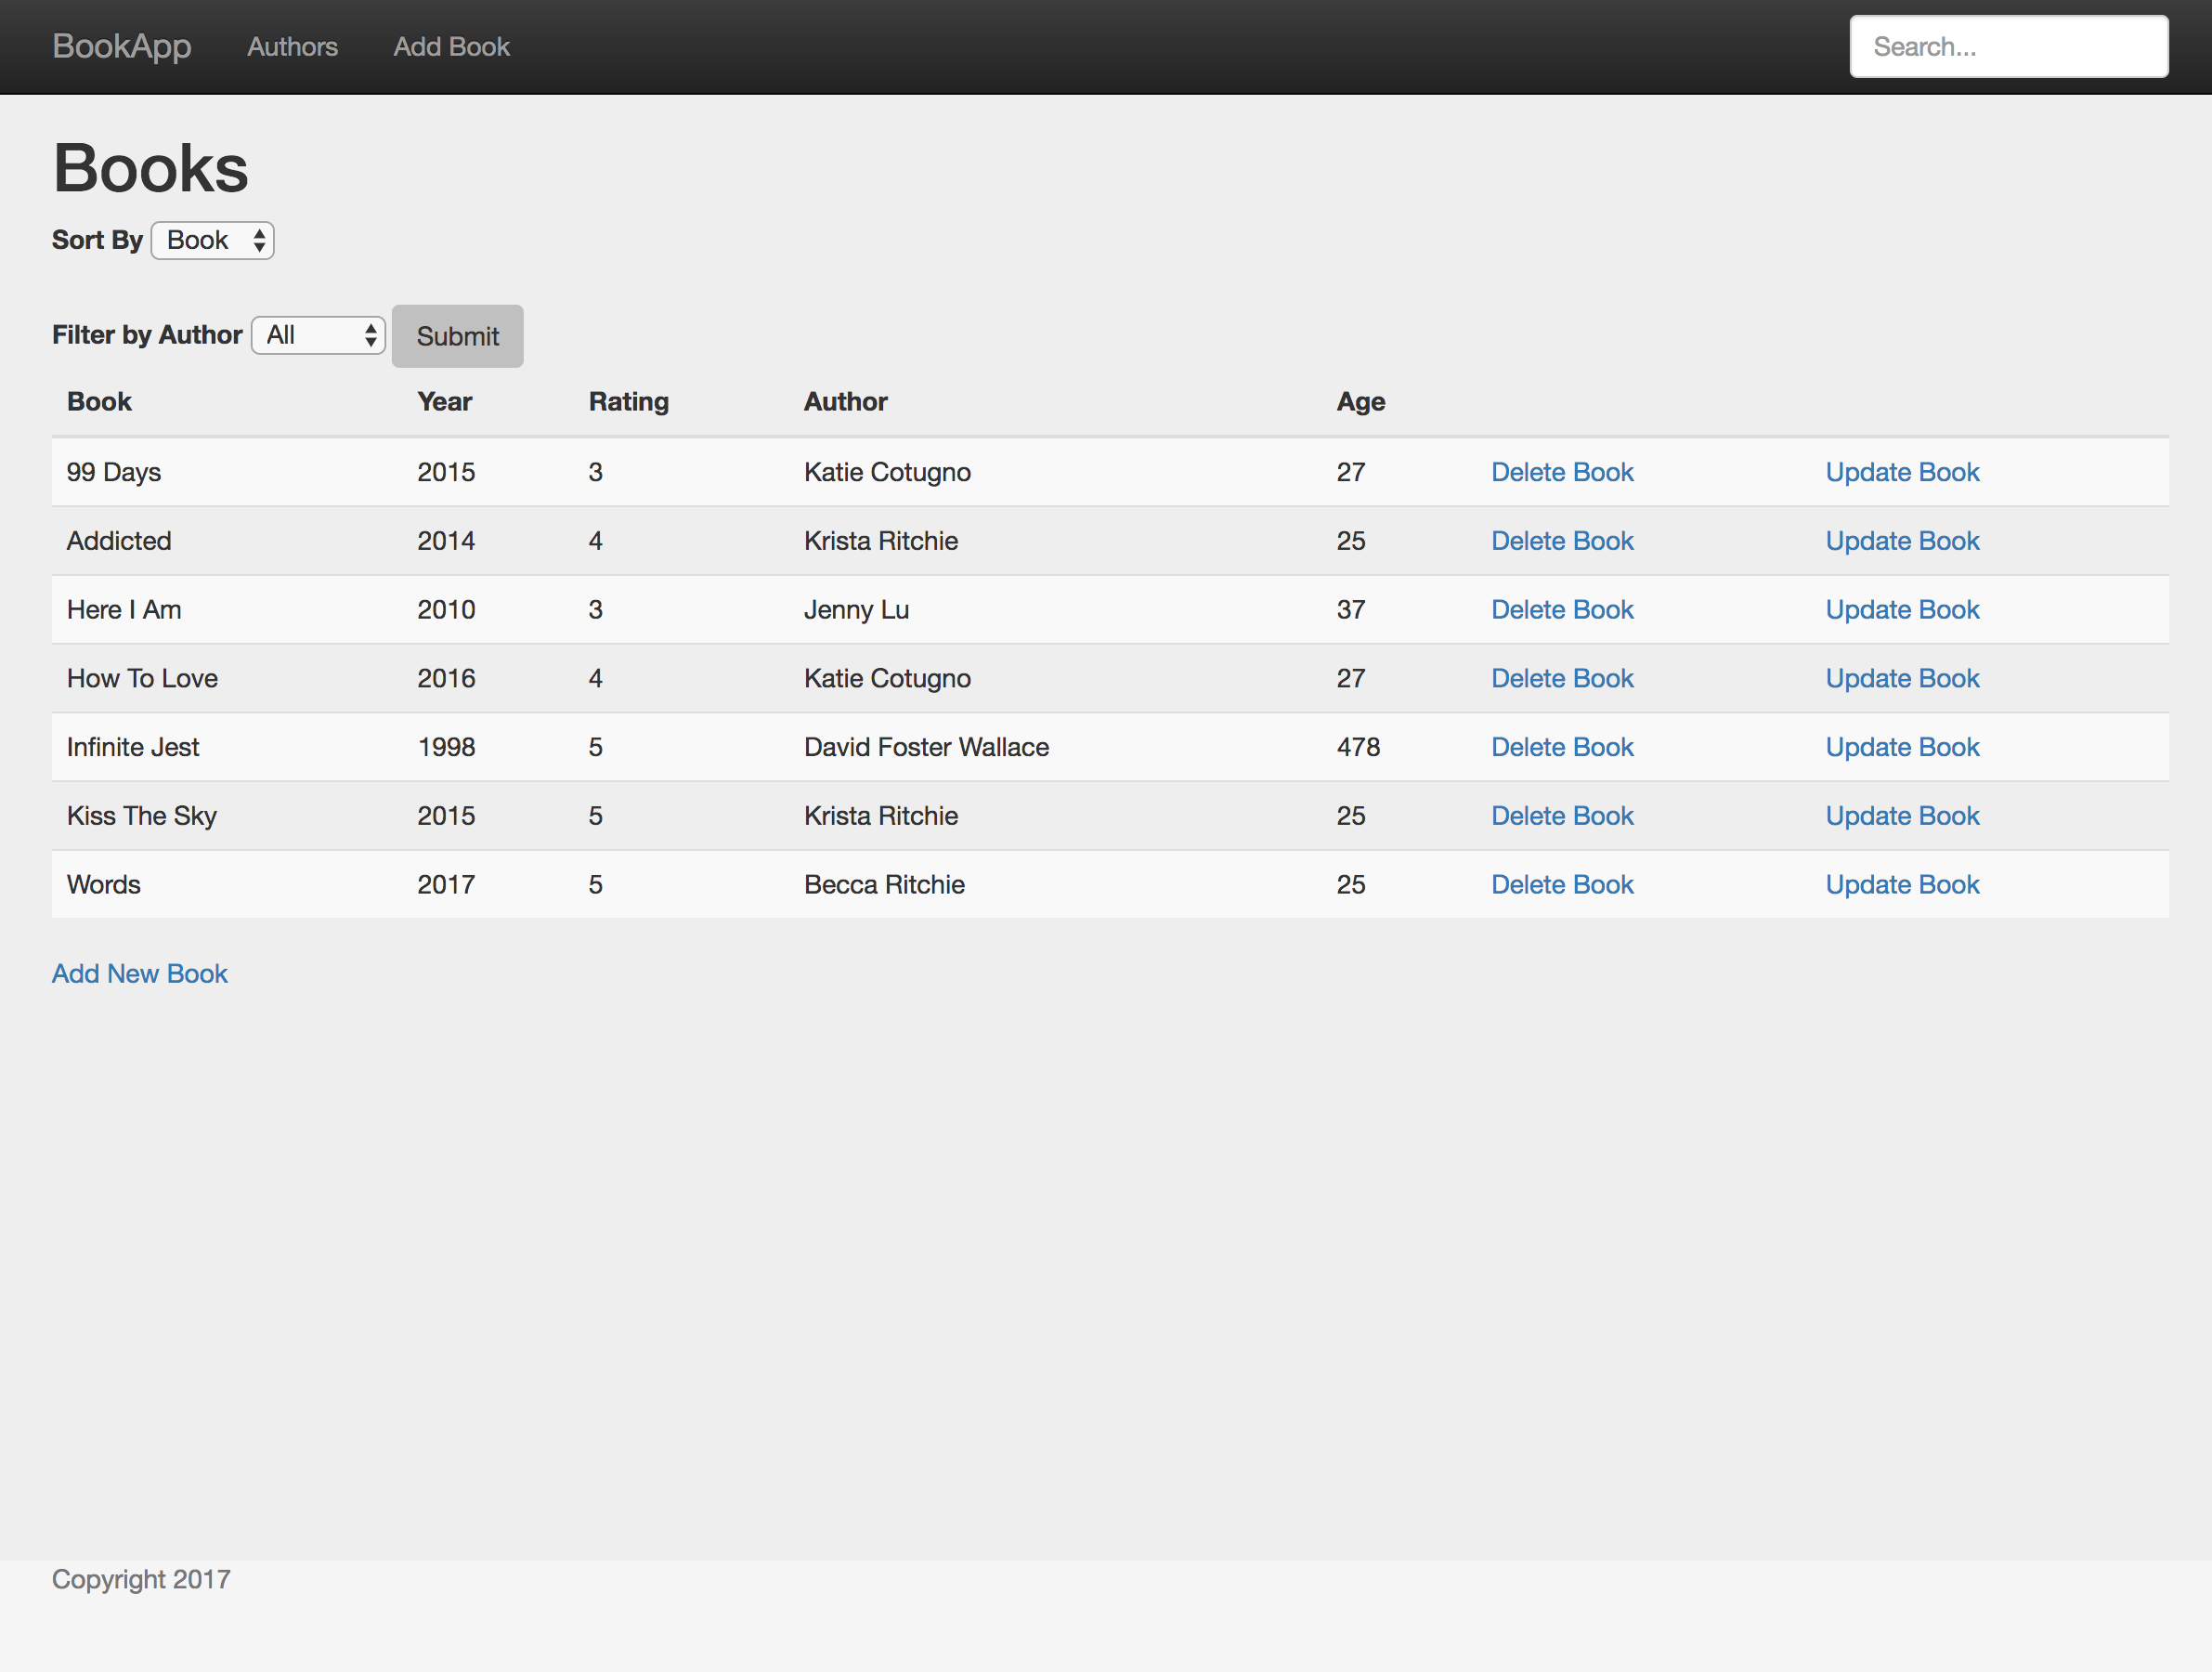 BookApp Authors Add Book Search...
Books
Sort By Book
Filter by Author All Submit
Book Year Rating Author Age
99 Days 2015 3 Katie Cotugno 27 Delete Book Update Book
Addicted 2014 4 Krista Ritchie 25 Delete Book Update Book
Here I Am 2010 3 Jenny Lu 37 Delete Book Update Book
How To Love 2016 4 Katie Cotugno 27 Delete Book Update Book
Infinite Jest 1998 5 David Foster Wallace 478 Delete Book Update Book
Kiss The Sky 2015 5 Krista Ritchie 25 Delete Book Update Book
Words 2017 5 Becca Ritchie 25 Delete Book Update Book
Add New Book
Copyright 2017